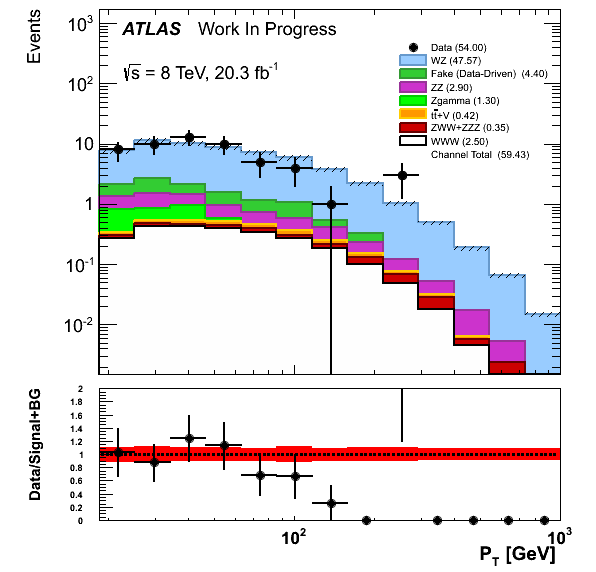 Events
ATLAS Work In Progress
√s = 8 TeV, 20.3 fb⁻¹
Data (54.00)
WZ (47.57)
Fake (Data-Driven) (4.40)
ZZ (2.90)
Zgamma (1.30)
tt̄+V (0.42)
ZWW+ZZZ (0.35)
WWW (2.50)
Channel Total (59.43)
10³
10²
10
1
10⁻¹
10⁻²
Data/Signal+BG
2
1.8
1.6
1.4
1.2
1
0.8
0.6
0.4
0.2
0
10² 10³
P_T [GeV]